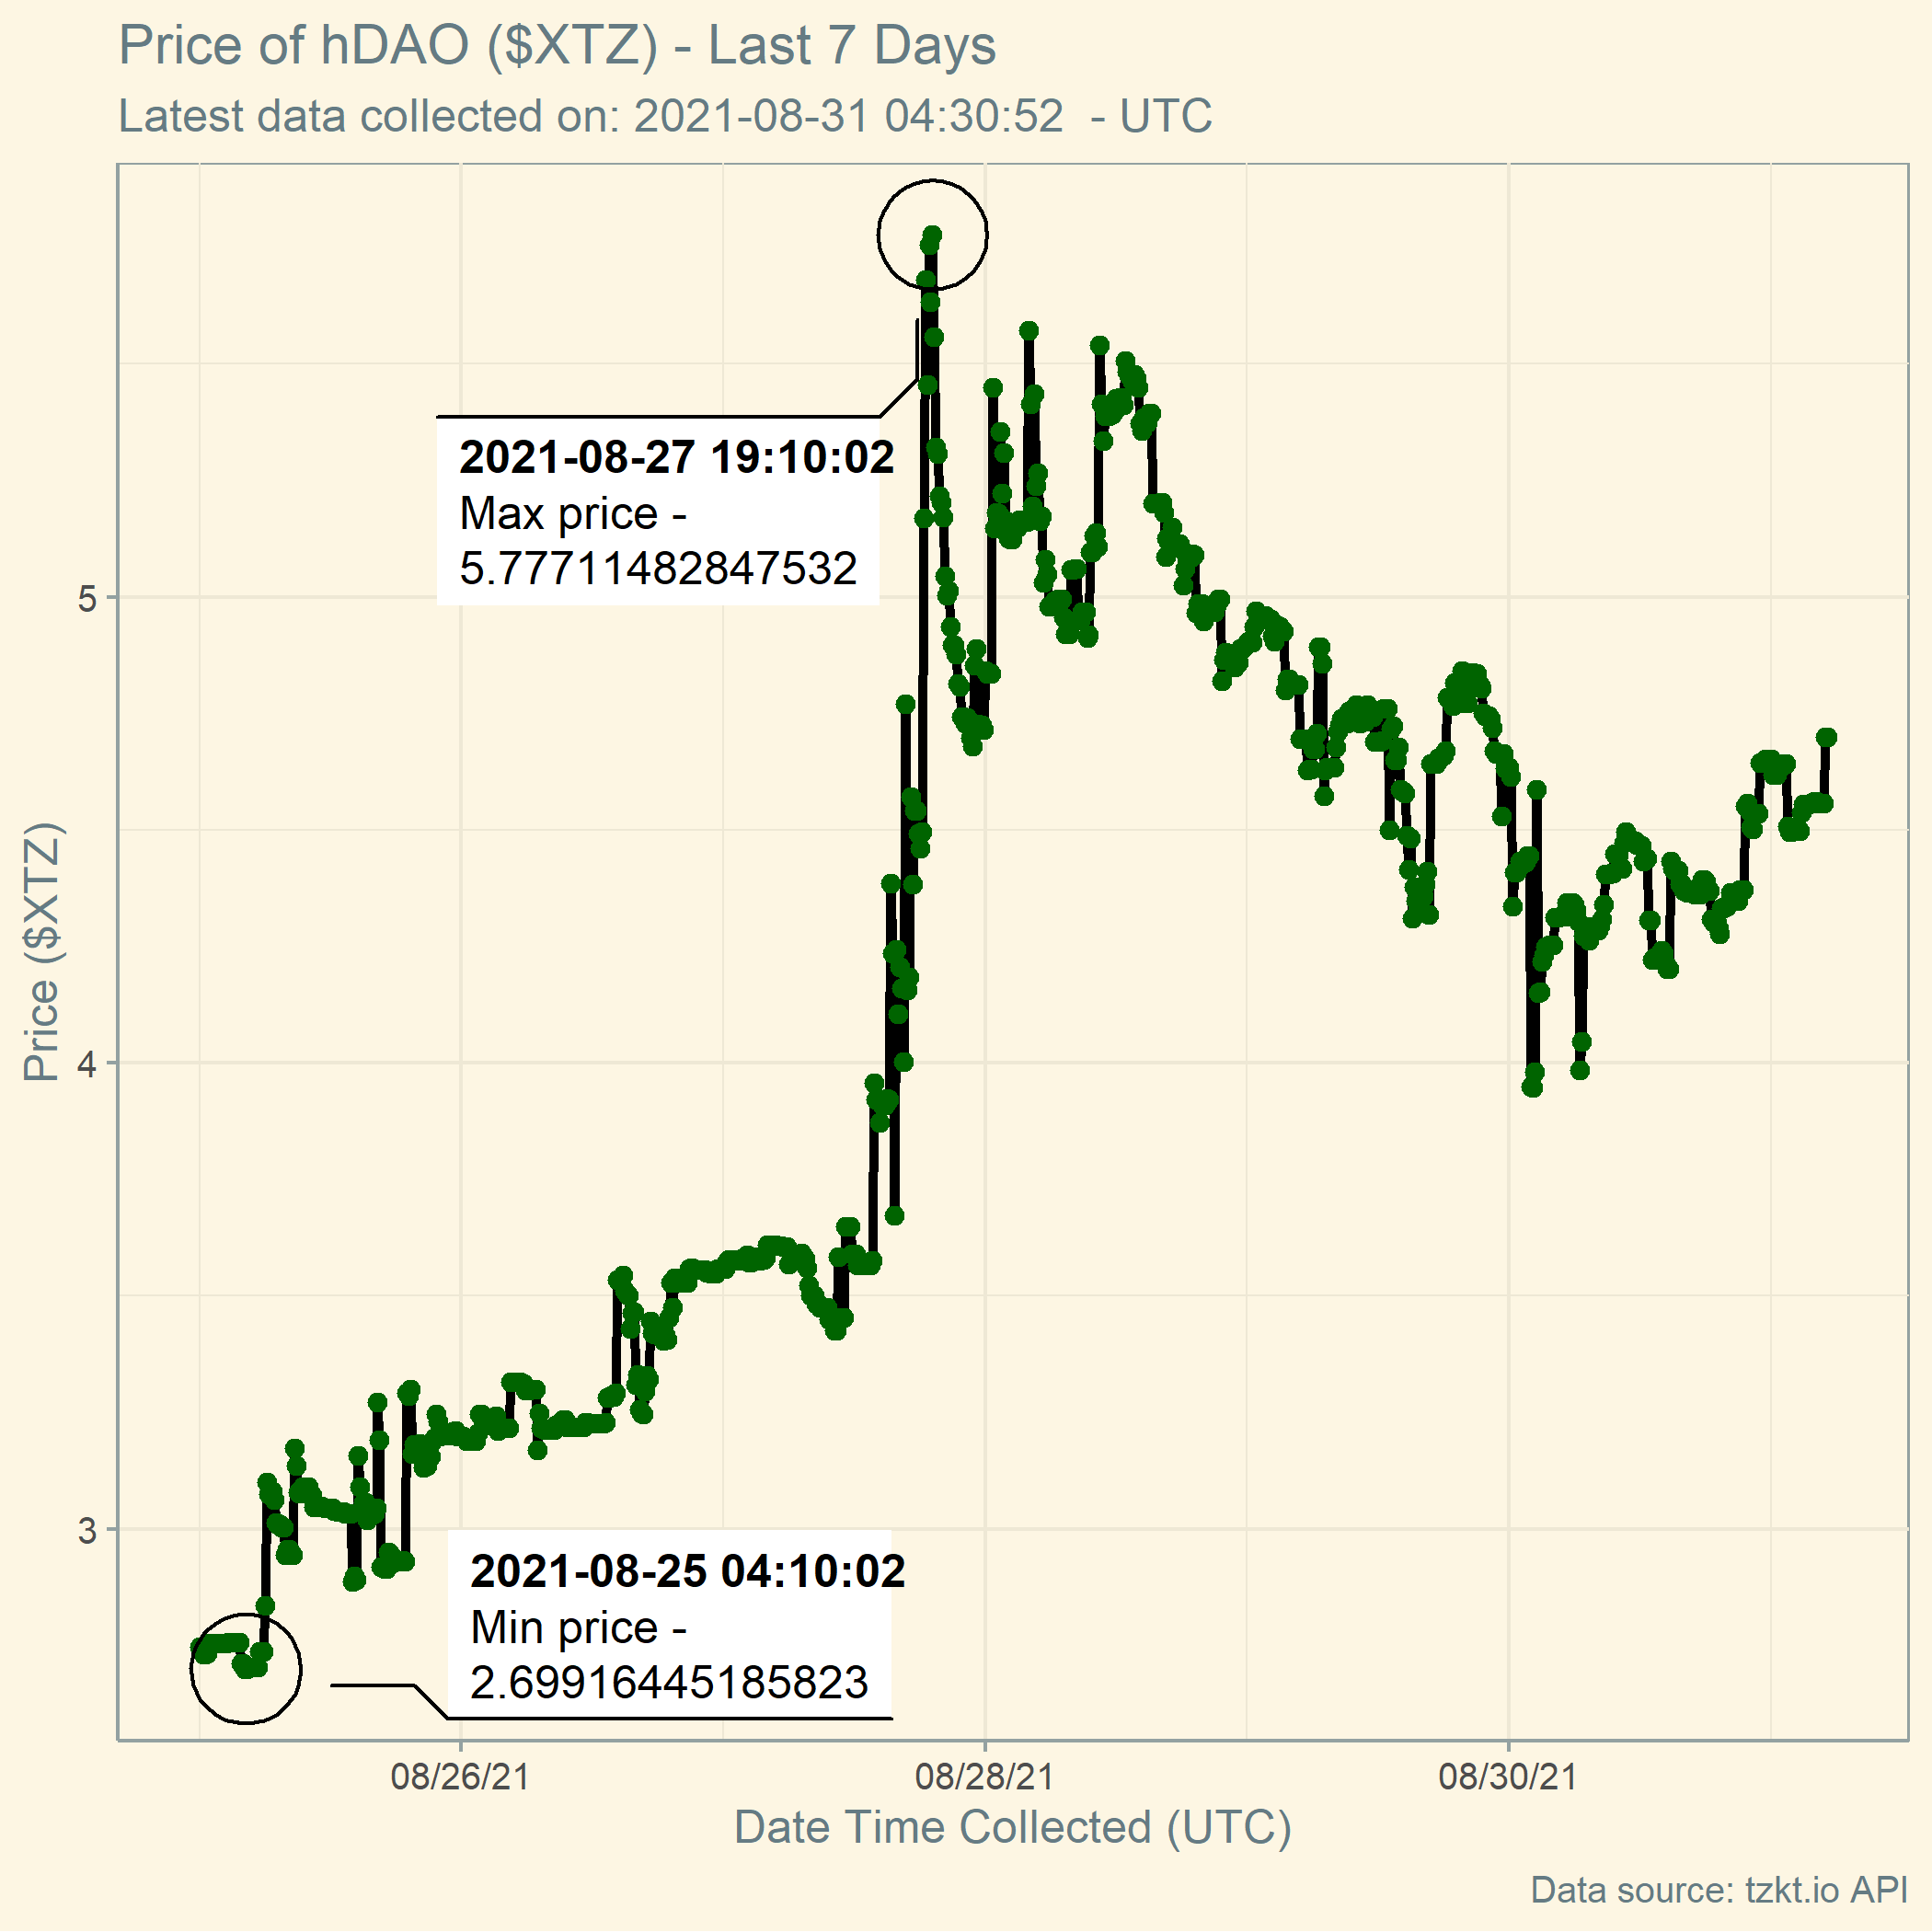 Price of hDAO ($XTZ) - Last 7 Days
Latest data collected on: 2021-08-31 04:30:52  - UTC
2021-08-27 19:10:02
Max price -
5.77711482847532
5
Price ($XTZ)
4
3
2021-08-25 04:10:02
Min price -
2.69916445185823
08/26/21
08/28/21
08/30/21
Date Time Collected (UTC)
Data source: tzkt.io API